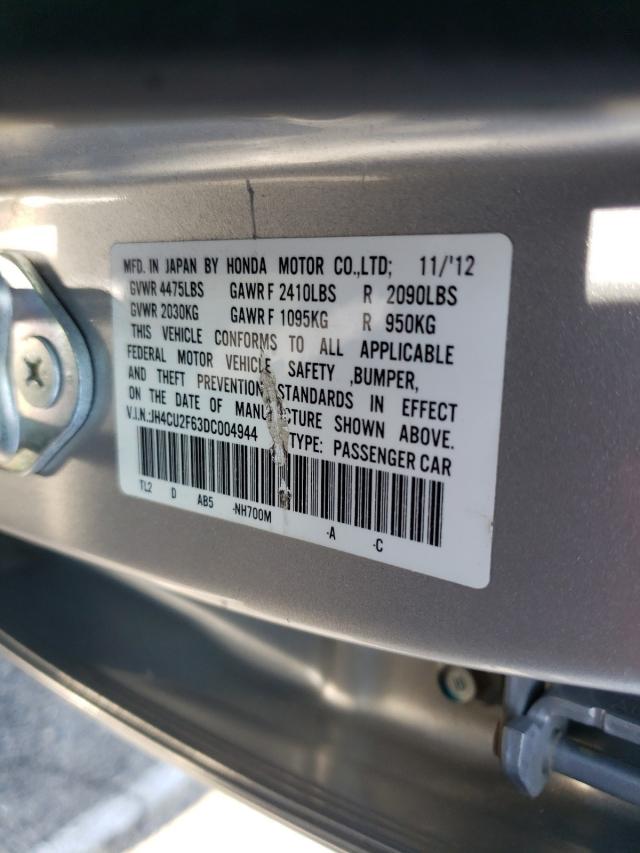 MFD. IN JAPAN BY HONDA MOTOR CO.,LTD; 11/'12
GVWR 4475LBS GAWR F 2410LBS R 2090LBS
GVWR 2030KG GAWR F 1095KG R 950KG
THIS VEHICLE CONFORMS TO ALL APPLICABLE
FEDERAL MOTOR VEHICLE SAFETY ,BUMPER,
AND THEFT PREVENTION STANDARDS IN EFFECT
ON THE DATE OF MANUFACTURE SHOWN ABOVE.
V.I.N.:JH4CU2F63DC004944 TYPE: PASSENGER CAR
TL2 D AB5 -NH700M -A -C